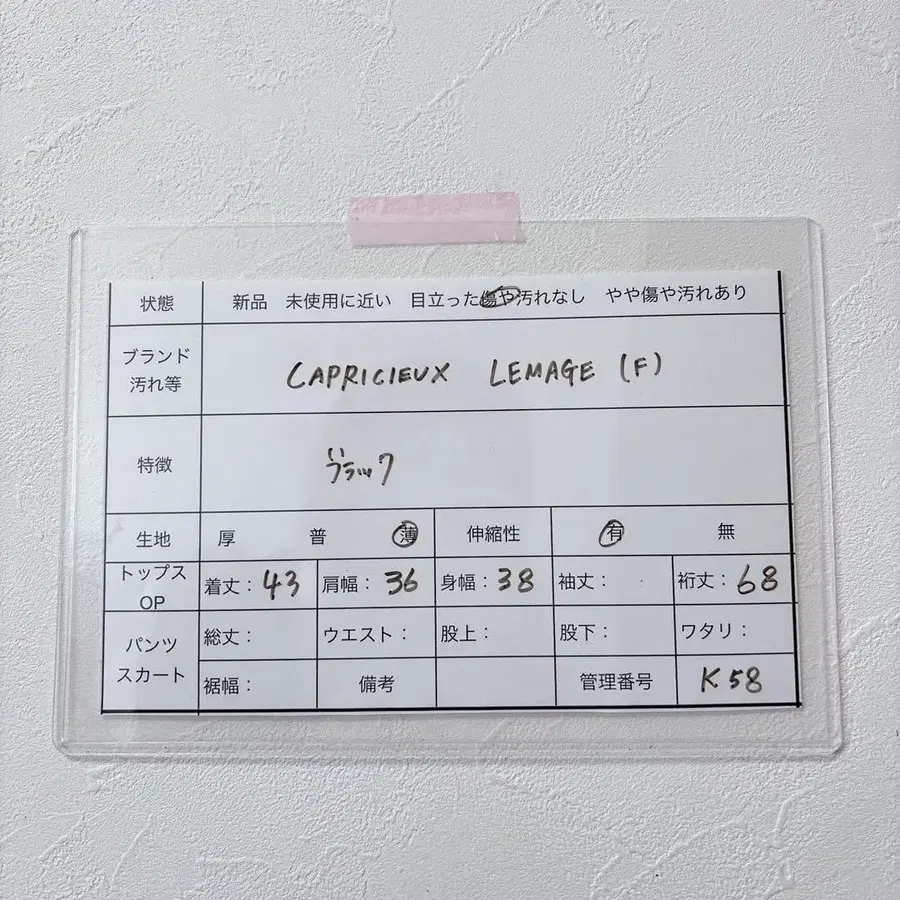 状態 新品 未使用に近い 目立った傷や汚れなし やや傷や汚れあり
ブランド
汚れ等
CAPRICIEUX LEMAGE (F)
特徴
ブラック
生地 厚 普 薄 伸縮性 有 無
トップス
OP
着丈：43 肩幅：36 身幅：38 袖丈： 裄丈：68
パンツ
スカート
総丈： ウエスト： 股上： 股下： ワタリ：
裾幅： 備考 管理番号 K58